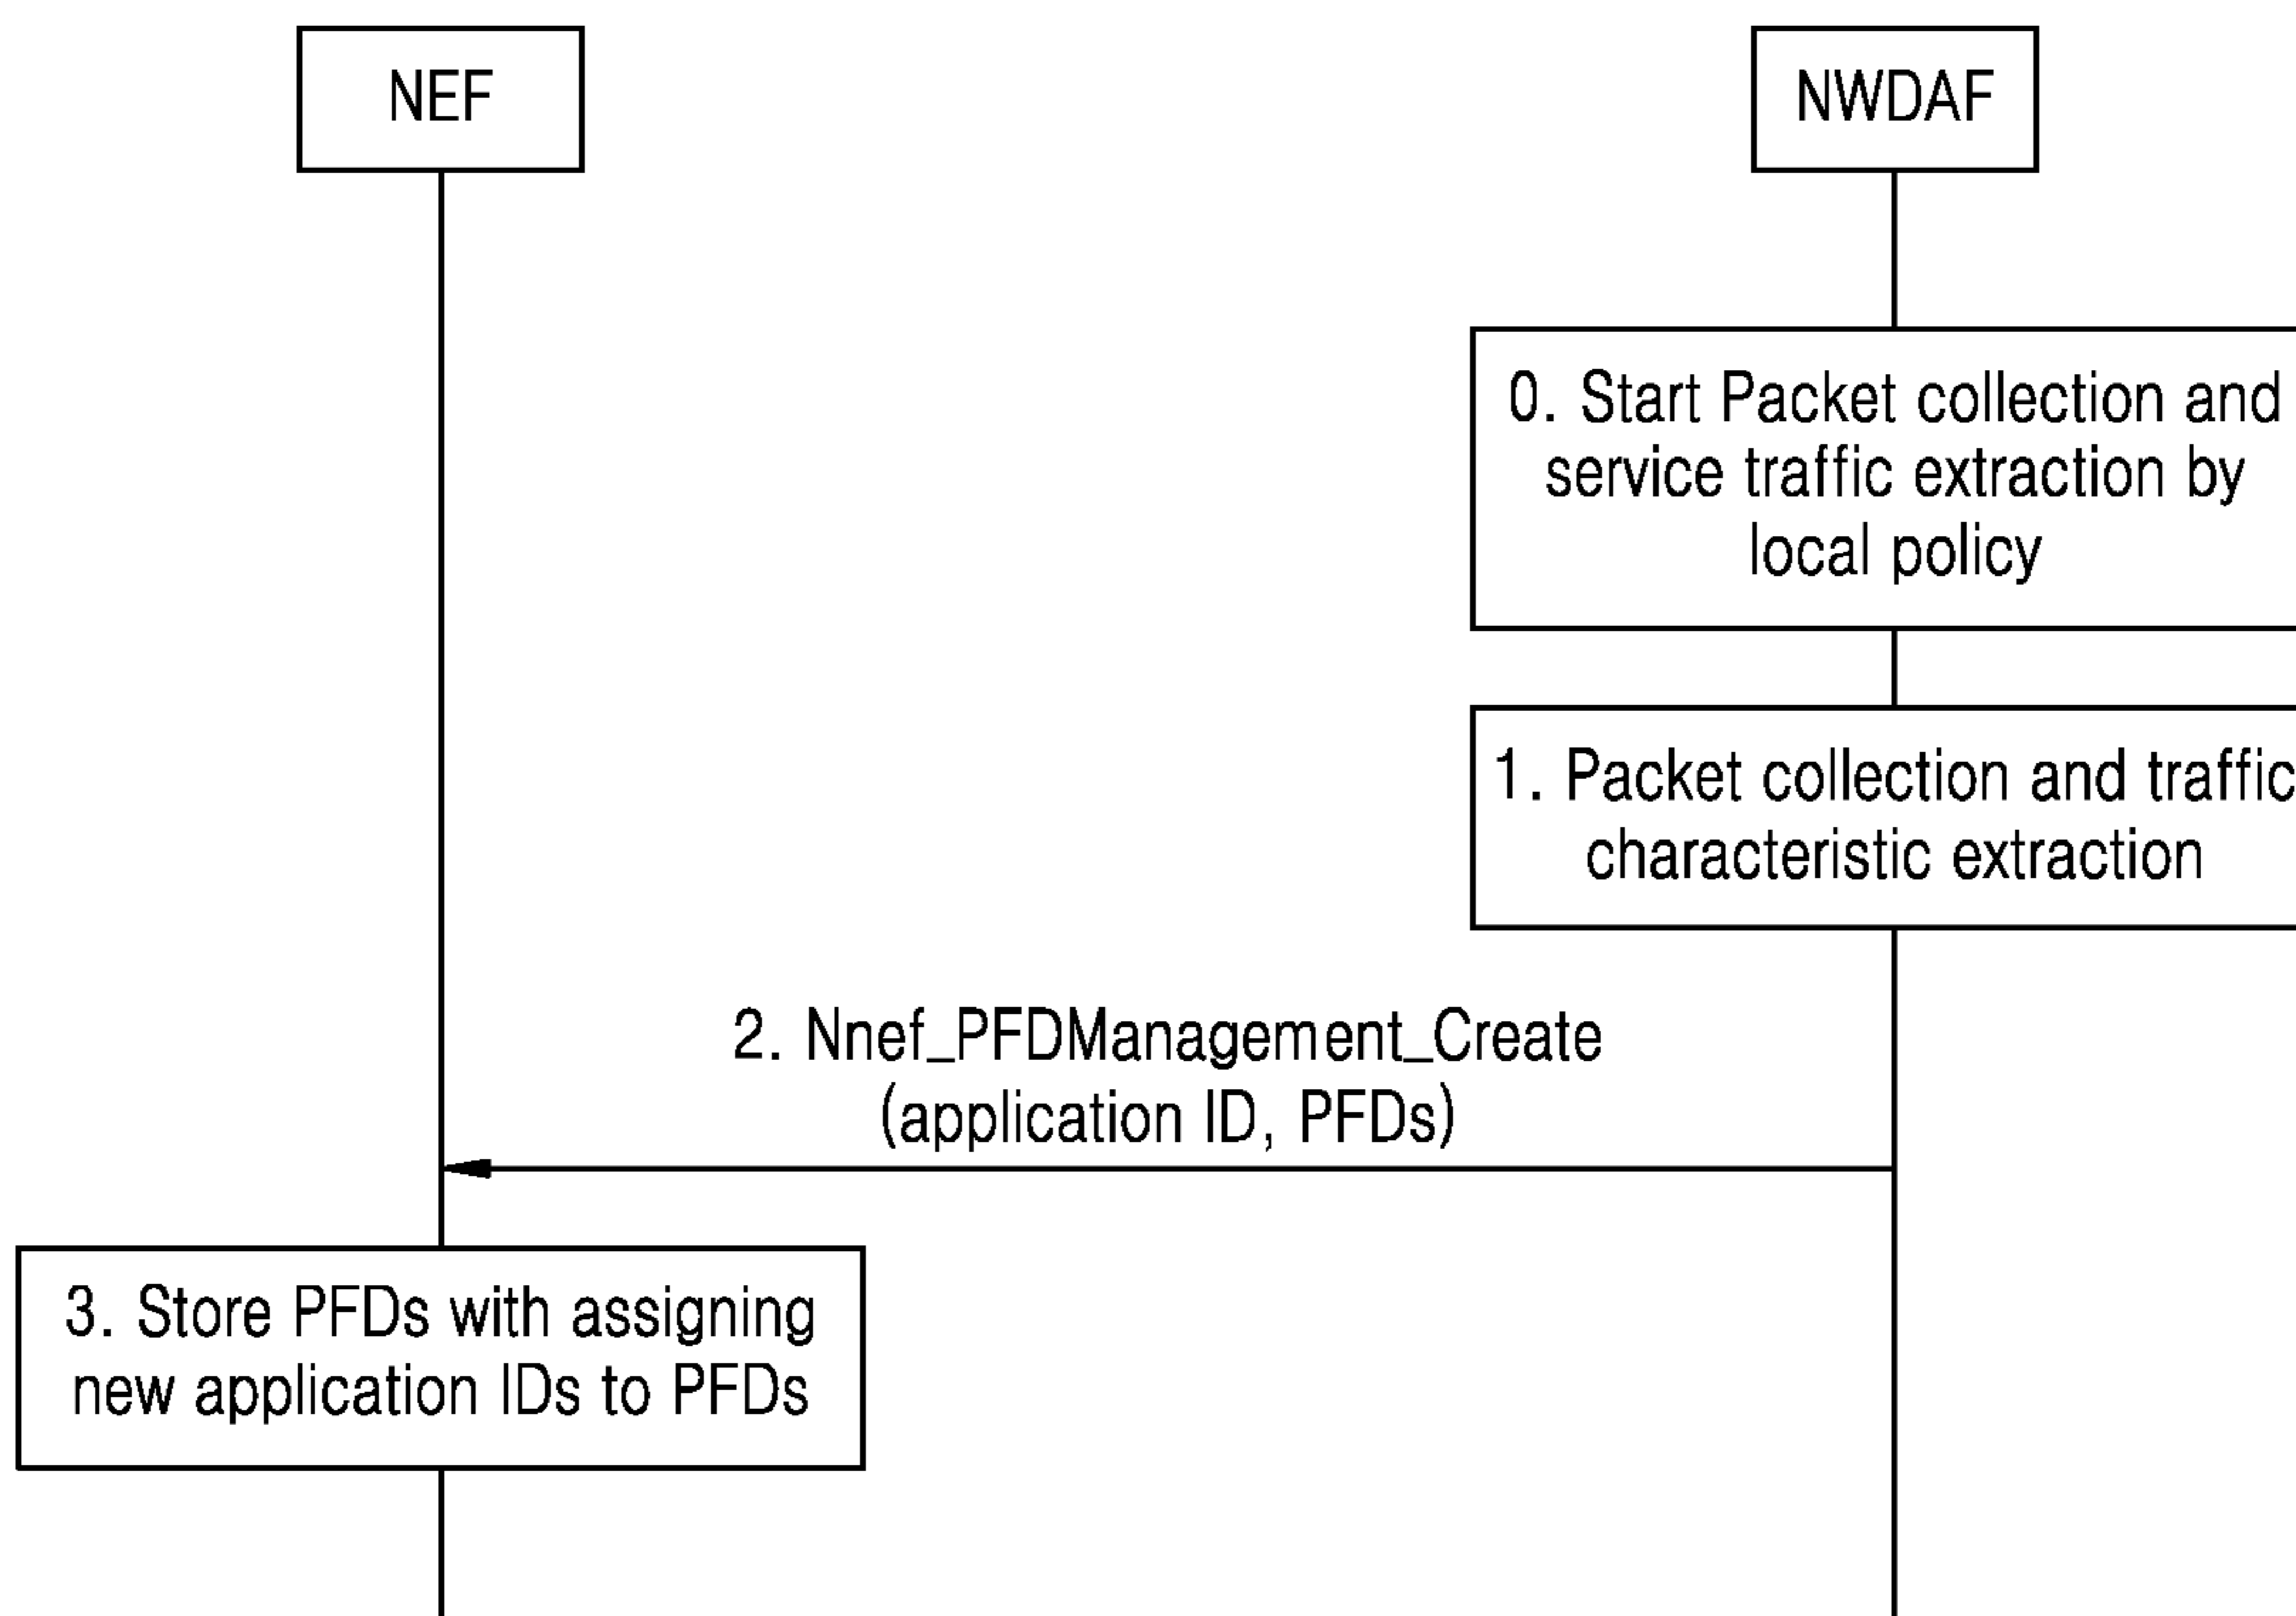 NEF
NWDAF
0. Start Packet collection and
service traffic extraction by
local policy
1. Packet collection and traffic
characteristic extraction
2. Nnef_PFDManagement_Create
(application ID, PFDs)
3. Store PFDs with assigning
new application IDs to PFDs